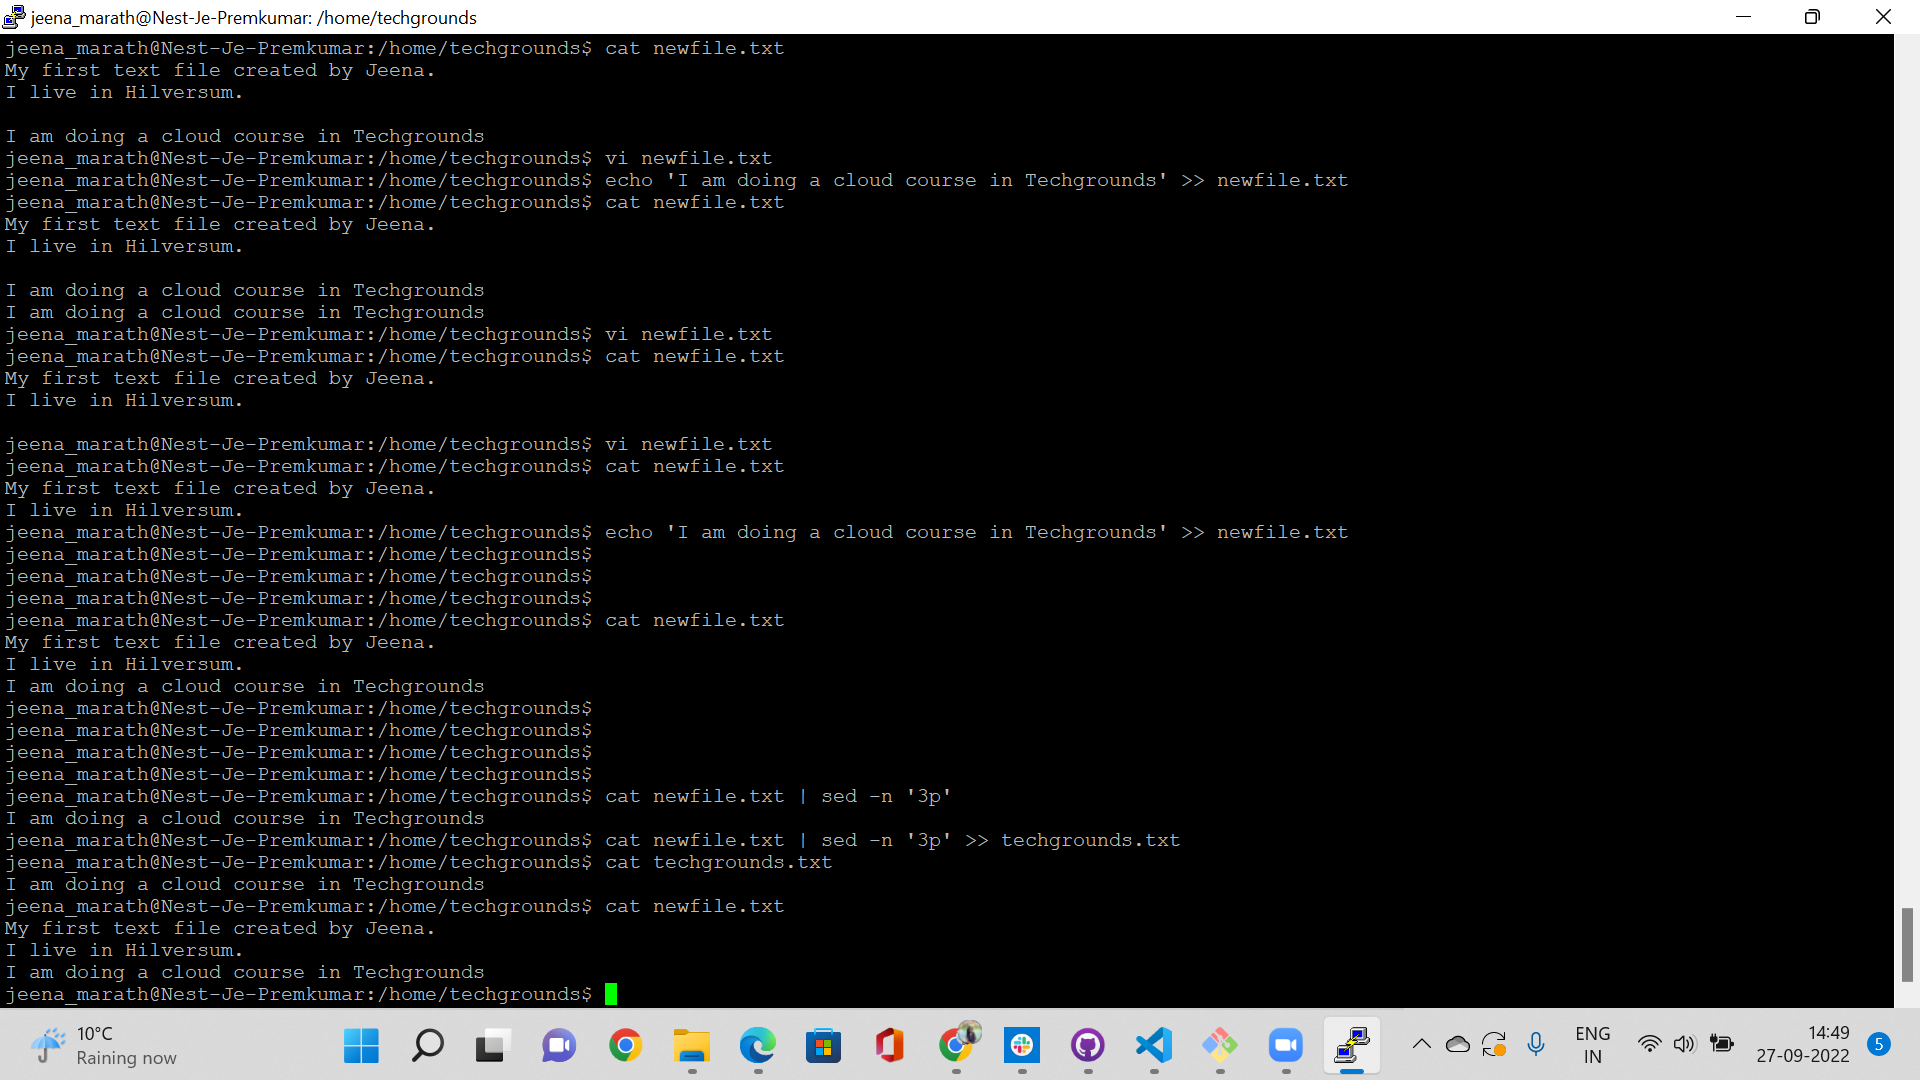 jeena_marath@Nest-Je-Premkumar: /home/techgrounds
jeena_marath@Nest-Je-Premkumar:/home/techgrounds$ cat newfile.txt
My first text file created by Jeena.
I live in Hilversum.

I am doing a cloud course in Techgrounds
jeena_marath@Nest-Je-Premkumar:/home/techgrounds$ vi newfile.txt
jeena_marath@Nest-Je-Premkumar:/home/techgrounds$ echo 'I am doing a cloud course in Techgrounds' >> newfile.txt
jeena_marath@Nest-Je-Premkumar:/home/techgrounds$ cat newfile.txt
My first text file created by Jeena.
I live in Hilversum.

I am doing a cloud course in Techgrounds
I am doing a cloud course in Techgrounds
jeena_marath@Nest-Je-Premkumar:/home/techgrounds$ vi newfile.txt
jeena_marath@Nest-Je-Premkumar:/home/techgrounds$ cat newfile.txt
My first text file created by Jeena.
I live in Hilversum.

jeena_marath@Nest-Je-Premkumar:/home/techgrounds$ vi newfile.txt
jeena_marath@Nest-Je-Premkumar:/home/techgrounds$ cat newfile.txt
My first text file created by Jeena.
I live in Hilversum.
jeena_marath@Nest-Je-Premkumar:/home/techgrounds$ echo 'I am doing a cloud course in Techgrounds' >> newfile.txt
jeena_marath@Nest-Je-Premkumar:/home/techgrounds$
jeena_marath@Nest-Je-Premkumar:/home/techgrounds$
jeena_marath@Nest-Je-Premkumar:/home/techgrounds$
jeena_marath@Nest-Je-Premkumar:/home/techgrounds$ cat newfile.txt
My first text file created by Jeena.
I live in Hilversum.
I am doing a cloud course in Techgrounds
jeena_marath@Nest-Je-Premkumar:/home/techgrounds$
jeena_marath@Nest-Je-Premkumar:/home/techgrounds$
jeena_marath@Nest-Je-Premkumar:/home/techgrounds$
jeena_marath@Nest-Je-Premkumar:/home/techgrounds$
jeena_marath@Nest-Je-Premkumar:/home/techgrounds$ cat newfile.txt | sed -n '3p'
I am doing a cloud course in Techgrounds
jeena_marath@Nest-Je-Premkumar:/home/techgrounds$ cat newfile.txt | sed -n '3p' >> techgrounds.txt
jeena_marath@Nest-Je-Premkumar:/home/techgrounds$ cat techgrounds.txt
I am doing a cloud course in Techgrounds
jeena_marath@Nest-Je-Premkumar:/home/techgrounds$ cat newfile.txt
My first text file created by Jeena.
I live in Hilversum.
I am doing a cloud course in Techgrounds
jeena_marath@Nest-Je-Premkumar:/home/techgrounds$
10°C
Raining now
ENG
IN
14:49
27-09-2022
5